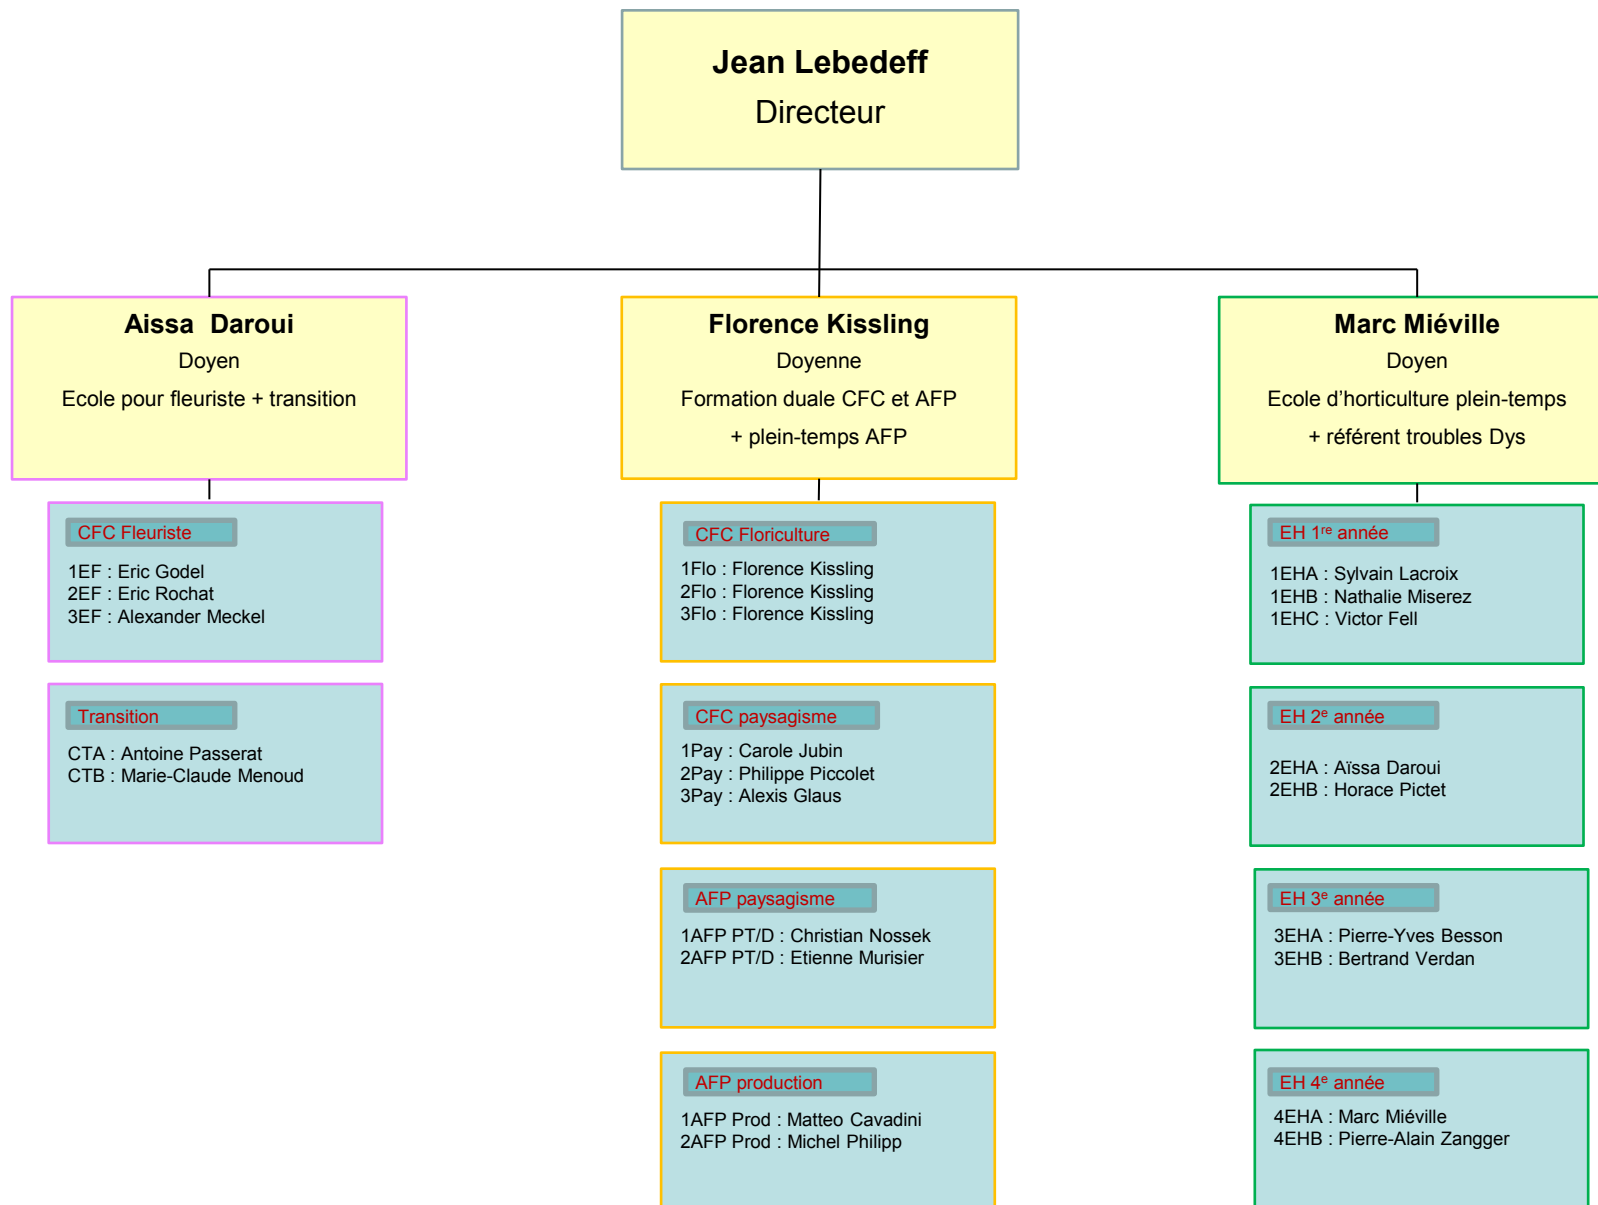 Jean Lebedeff
Directeur
Aissa Daroui
Doyen
Ecole pour fleuriste + transition
CFC Fleuriste
1EF : Eric Godel
2EF : Eric Rochat
3EF : Alexander Meckel
Transition
CTA : Antoine Passerat
CTB : Marie-Claude Menoud
Florence Kissling
Doyenne
Formation duale CFC et AFP
+ plein-temps AFP
CFC Floriculture
1Flo : Florence Kissling
2Flo : Florence Kissling
3Flo : Florence Kissling
CFC paysagisme
1Pay : Carole Jubin
2Pay : Philippe Piccolet
3Pay : Alexis Glaus
AFP paysagisme
1AFP PT/D : Christian Nossek
2AFP PT/D : Etienne Murisier
AFP production
1AFP Prod : Matteo Cavadini
2AFP Prod : Michel Philipp
Marc Miéville
Doyen
Ecole d’horticulture plein-temps
+ référent troubles Dys
EH 1re année
1EHA : Sylvain Lacroix
1EHB : Nathalie Miserez
1EHC : Victor Fell
EH 2e année
2EHA : Aïssa Daroui
2EHB : Horace Pictet
EH 3e année
3EHA : Pierre-Yves Besson
3EHB : Bertrand Verdan
EH 4e année
4EHA : Marc Miéville
4EHB : Pierre-Alain Zangger